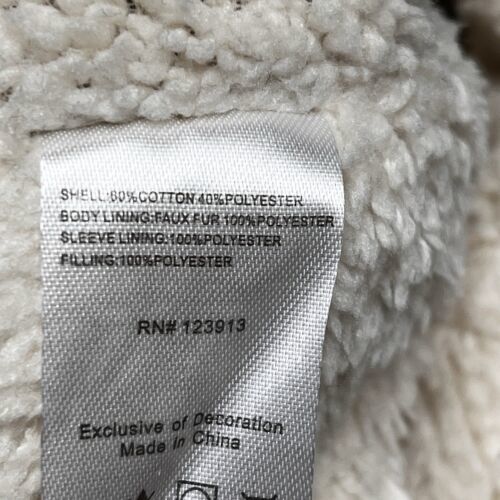 SHELL:60%COTTON 40%POLYESTER
BODY LINING:FAUX FUR 100%POLYESTER
SLEEVE LINING:100%POLYESTER
FILLING:100%POLYESTER
RN# 123913
Exclusive of Decoration
Made In China